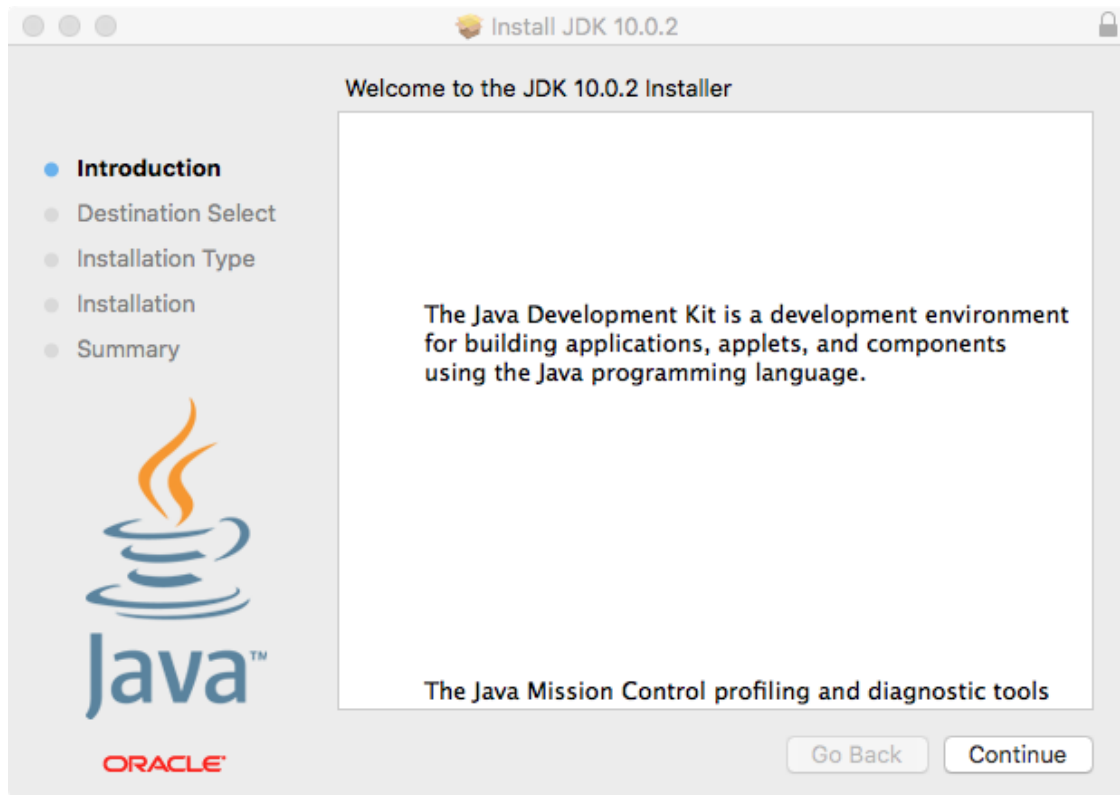 Install JDK 10.0.2
Welcome to the JDK 10.0.2 Installer
Introduction
Destination Select
Installation Type
Installation
Summary
The Java Development Kit is a development environment
for building applications, applets, and components
using the Java programming language.
The Java Mission Control profiling and diagnostic tools
Java™
ORACLE®
Go Back
Continue